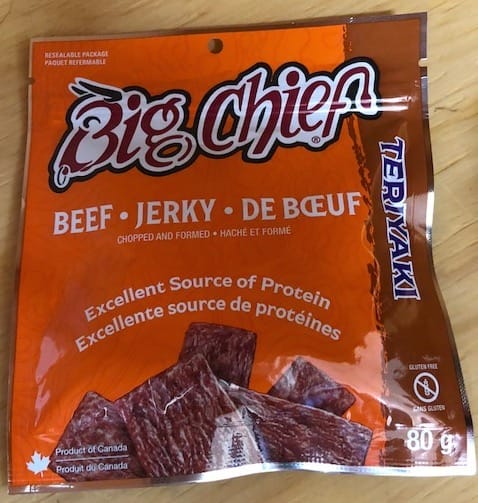 RESEALABLE PACKAGE
PAQUET REFERMABLE
Big Chief
®
BEEF • JERKY • DE BŒUF
CHOPPED AND FORMED • HACHÉ ET FORMÉ
TERIYAKI
Excellent Source of Protein
Excellente source de protéines
GLUTEN FREE
SANS GLUTEN
Product of Canada
Produit du Canada
80 g